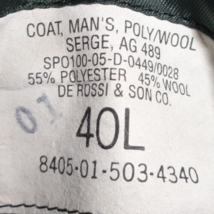 COAT, MAN'S, POLY/WOOL
SERGE, AG 489
SPO100-05-D-0449/0028
55% POLYESTER 45% WOOL
DE ROSSI & SON CO.
01
40L
8405-01-503-4340